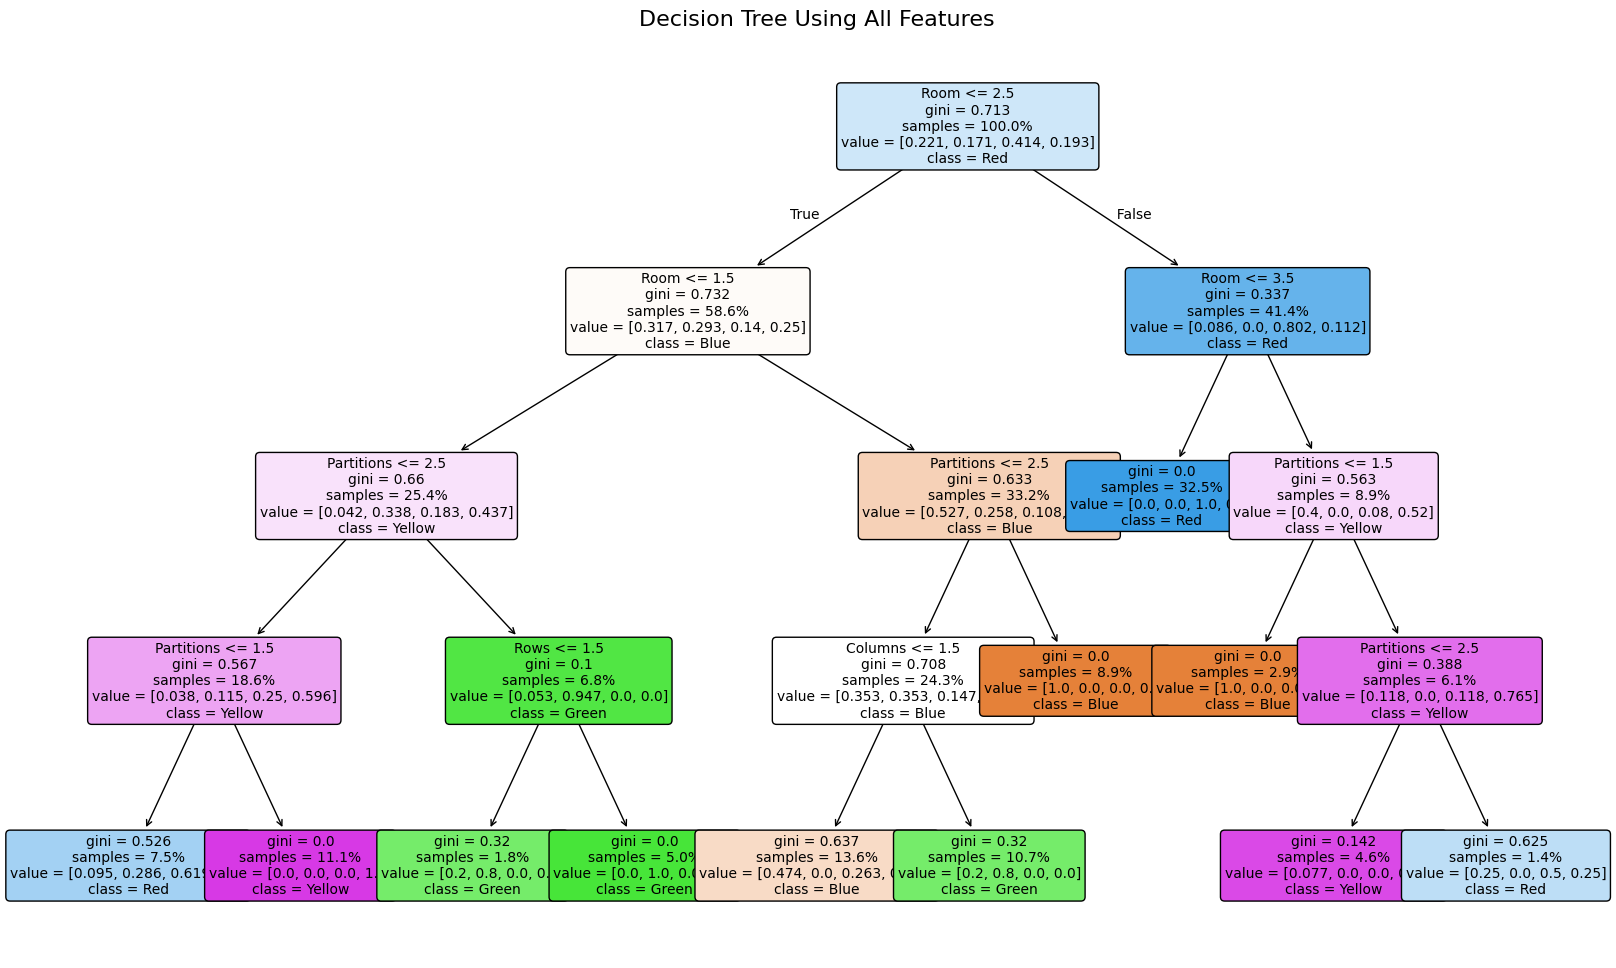 Decision Tree Using All Features
Room <= 2.5
gini = 0.713
samples = 100.0%
value = [0.221, 0.171, 0.414, 0.193]
class = Red
True
False
Room <= 1.5
gini = 0.732
samples = 58.6%
value = [0.317, 0.293, 0.14, 0.25]
class = Blue
Room <= 3.5
gini = 0.337
samples = 41.4%
value = [0.086, 0.0, 0.802, 0.112]
class = Red
Partitions <= 2.5
gini = 0.66
samples = 25.4%
value = [0.042, 0.338, 0.183, 0.437]
class = Yellow
Partitions <= 2.5
gini = 0.633
samples = 33.2%
value = [0.527, 0.258, 0.108,
class = Blue
gini = 0.0
samples = 32.5%
value = [0.0, 0.0, 1.0,
class = Red
Partitions <= 1.5
gini = 0.563
samples = 8.9%
value = [0.4, 0.0, 0.08, 0.52]
class = Yellow
Partitions <= 1.5
gini = 0.567
samples = 18.6%
value = [0.038, 0.115, 0.25, 0.596]
class = Yellow
Rows <= 1.5
gini = 0.1
samples = 6.8%
value = [0.053, 0.947, 0.0, 0.0]
class = Green
Columns <= 1.5
gini = 0.708
samples = 24.3%
value = [0.353, 0.353, 0.147,
class = Blue
gini = 0.0
samples = 8.9%
value = [1.0, 0.0, 0.0,
class = Blue
gini = 0.0
samples = 2.9%
value = [1.0, 0.0,
class = Blue
Partitions <= 2.5
gini = 0.388
samples = 6.1%
value = [0.118, 0.0, 0.118, 0.765]
class = Yellow
gini = 0.526
samples = 7.5%
value = [0.095, 0.286, 0.619
class = Red
gini = 0.0
samples = 11.1%
value = [0.0, 0.0, 0.0,
class = Yellow
gini = 0.32
samples = 1.8%
value = [0.2, 0.8, 0.0,
class = Green
gini = 0.0
samples = 5.0%
value = [0.0, 1.0,
class = Green
gini = 0.637
samples = 13.6%
value = [0.474, 0.0, 0.263,
class = Blue
gini = 0.32
samples = 10.7%
value = [0.2, 0.8, 0.0, 0.0]
class = Green
gini = 0.142
samples = 4.6%
value = [0.077, 0.0, 0.0,
class = Yellow
gini = 0.625
samples = 1.4%
value = [0.25, 0.0, 0.5, 0.25]
class = Red